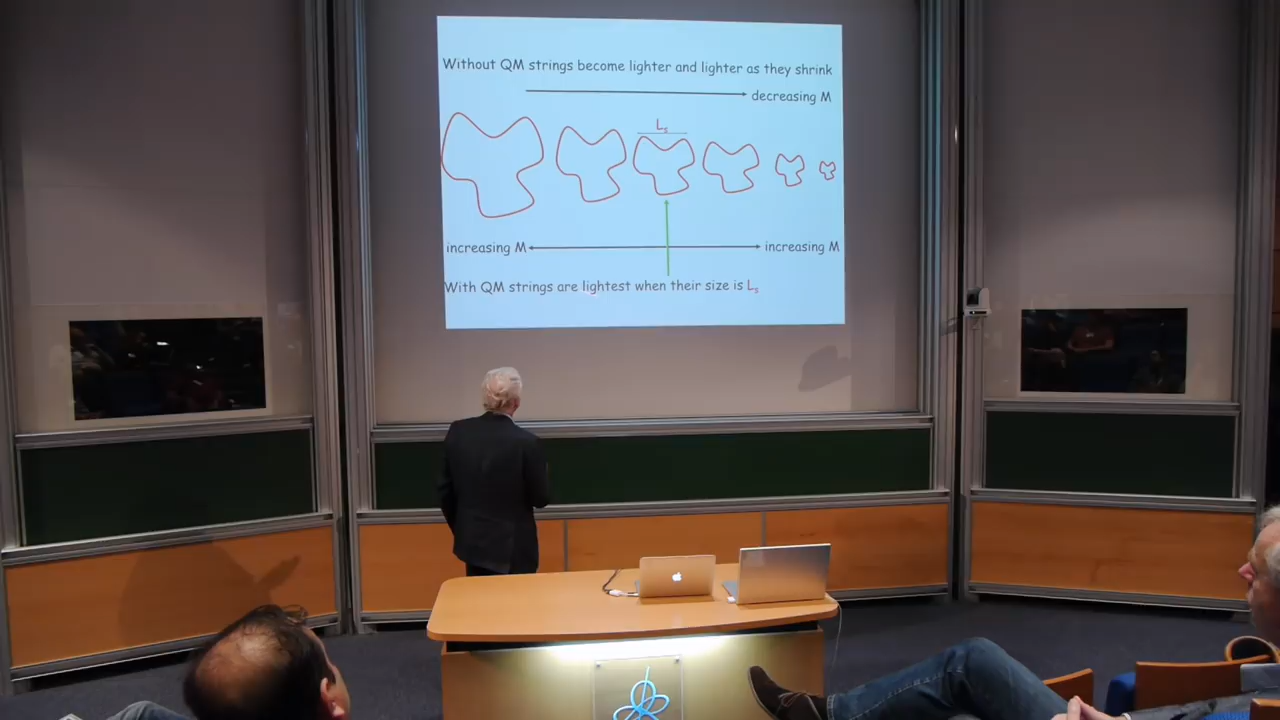 Without QM strings become lighter and lighter as they shrink
decreasing M
Ls
increasing M
increasing M
With QM strings are lightest when their size is Ls